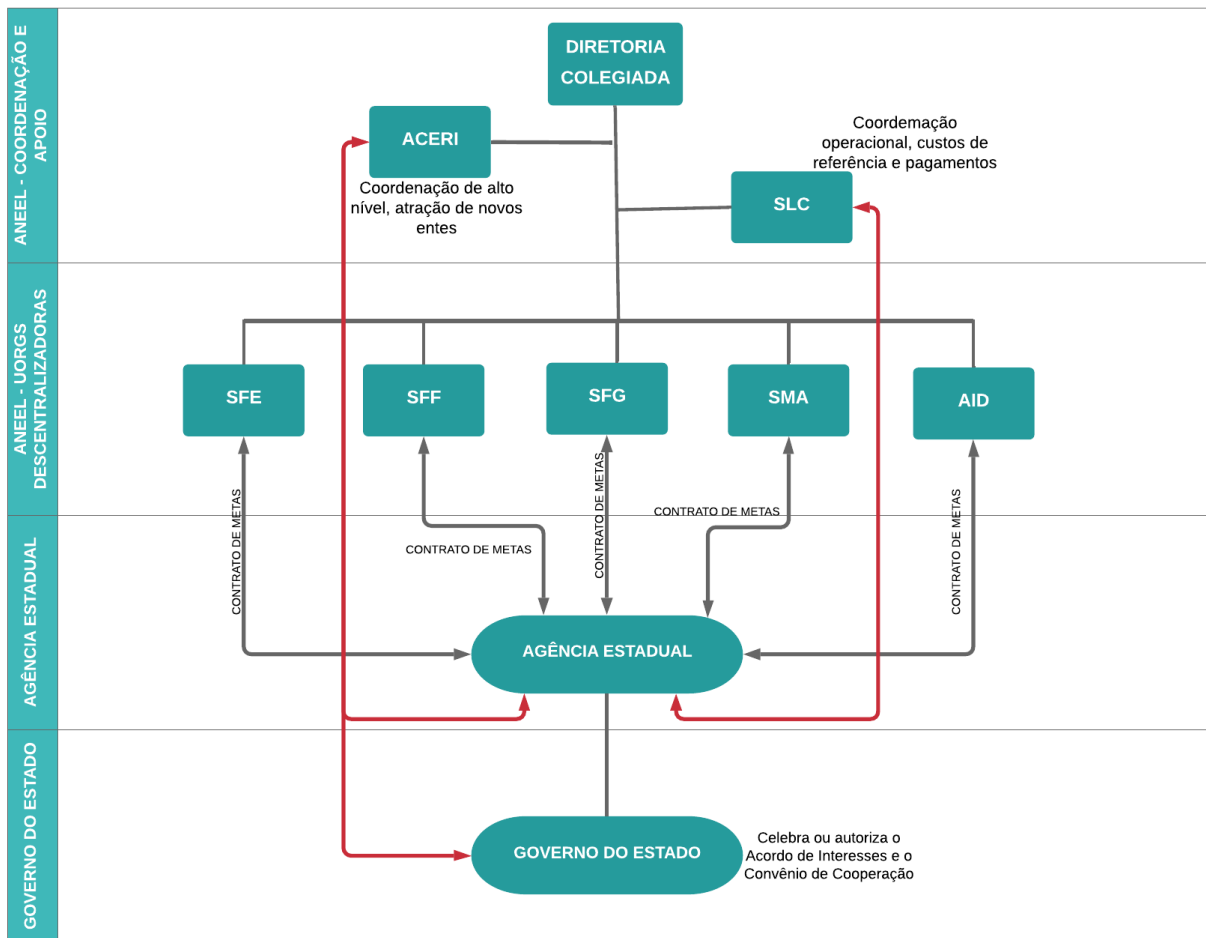 ANEEL - COORDENAÇÃO E
APOIO
DIRETORIA
COLEGIADA
ACERI
Coordenação de alto
nível, atração de novos
entes
Coordemação
operacional, custos de
referência e pagamentos
SLC
ANEEL - UORGS
DESCENTRALIZADORAS
SFE
SFF
SFG
SMA
AID
CONTRATO DE METAS
CONTRATO DE METAS
CONTRATO DE METAS
CONTRATO DE METAS
CONTRATO DE METAS
AGÊNCIA ESTADUAL
AGÊNCIA ESTADUAL
GOVERNO DO ESTADO
GOVERNO DO ESTADO
Celebra ou autoriza o
Acordo de Interesses e o
Convênio de Cooperação